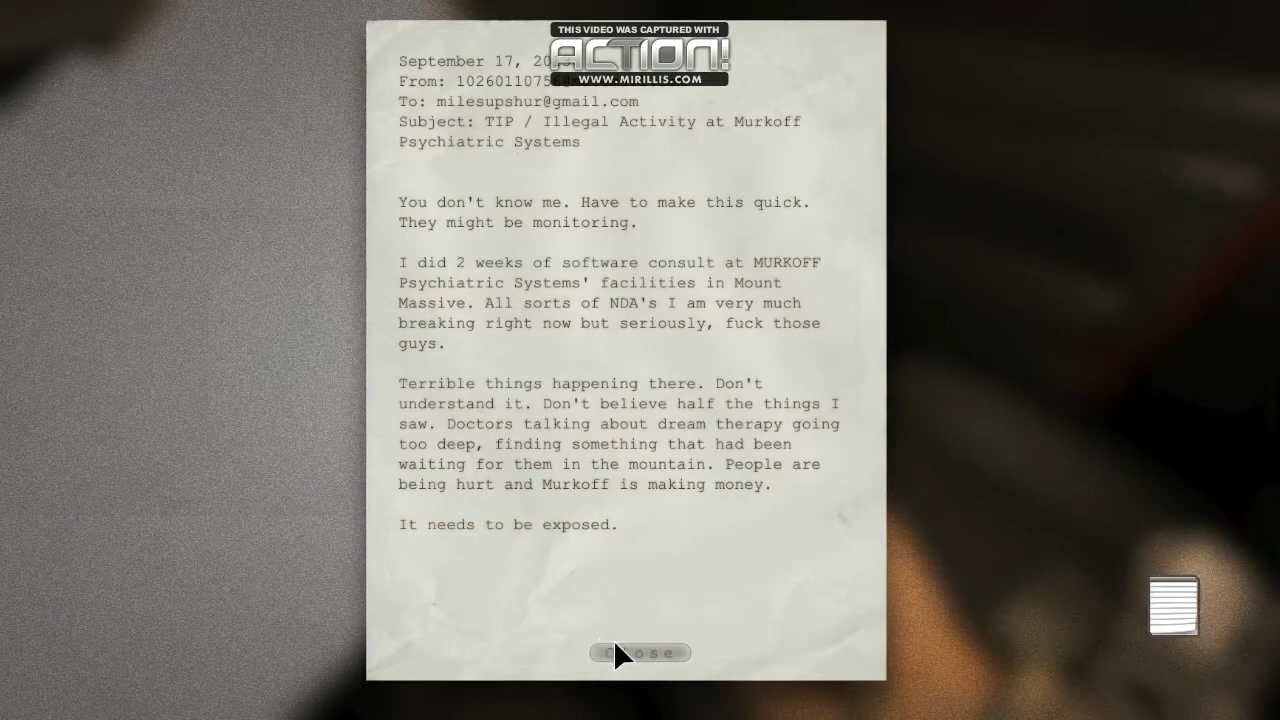 THIS VIDEO WAS CAPTURED WITH
ACTION!
WWW.MIRILLIS.COM
September 17,
From:
To: milesupshur@gmail.com
Subject: TIP / Illegal Activity at Murkoff
Psychiatric Systems
You don't know me. Have to make this quick.
They might be monitoring.
I did 2 weeks of software consult at MURKOFF
Psychiatric Systems' facilities in Mount
Massive. All sorts of NDA's I am very much
breaking right now but seriously, fuck those
guys.
Terrible things happening there. Don't
understand it. Don't believe half the things I
saw. Doctors talking about dream therapy going
too deep, finding something that had been
waiting for them in the mountain. People are
being hurt and Murkoff is making money.
It needs to be exposed.
Close